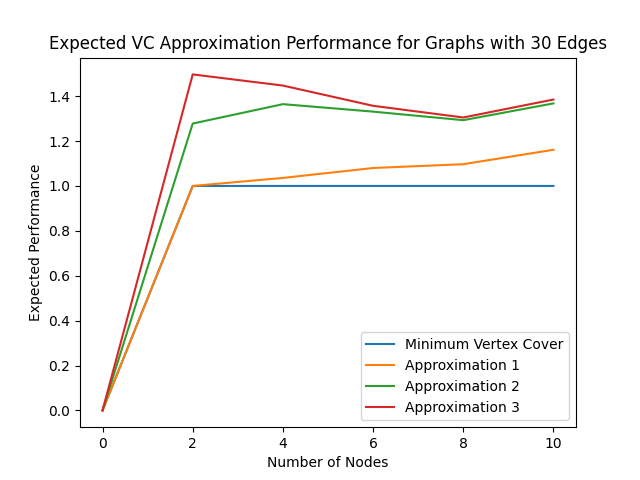 Expected VC Approximation Performance for Graphs with 30 Edges
Expected Performance
1.4
1.2
1.0
0.8
0.6
0.4
0.2
0.0
0 2 4 6 8 10
Number of Nodes
Minimum Vertex Cover
Approximation 1
Approximation 2
Approximation 3